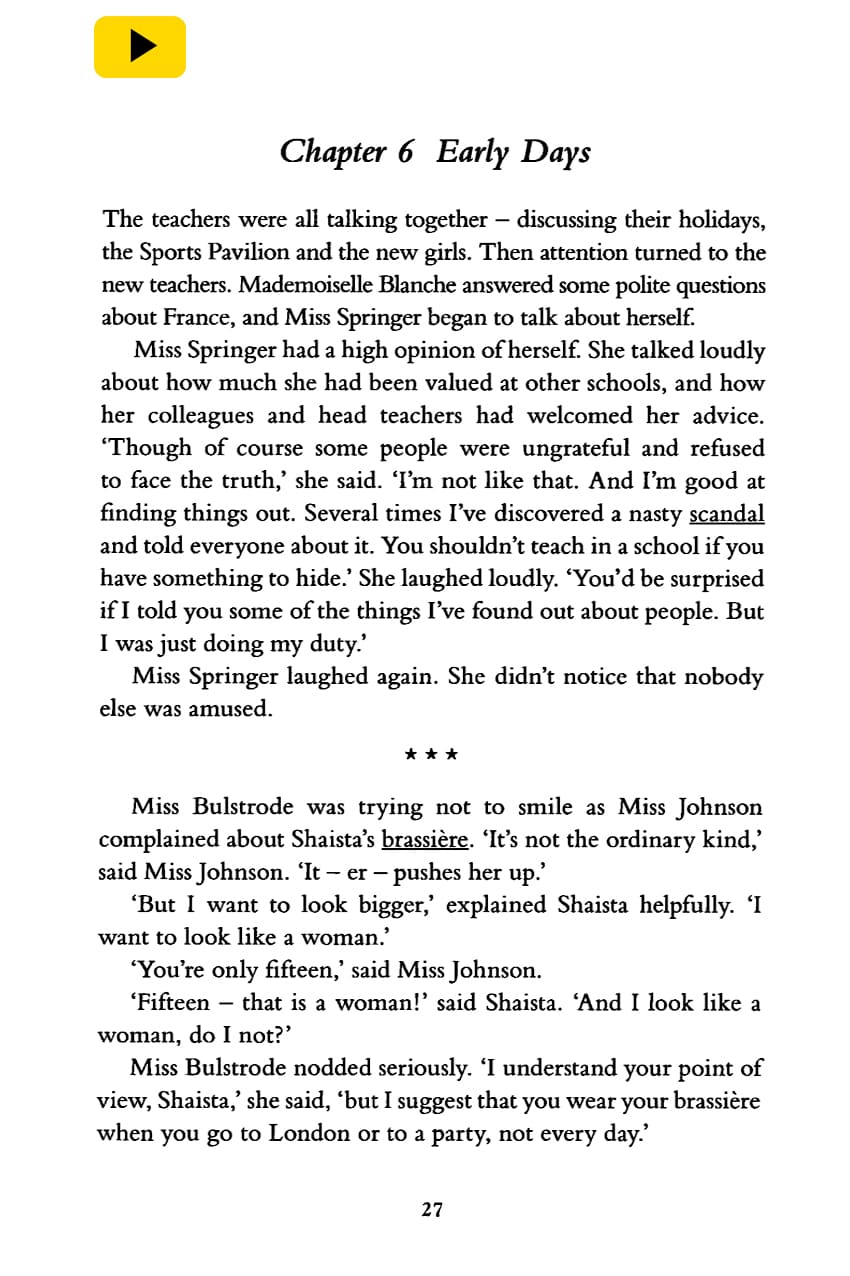 Chapter 6 Early Days
The teachers were all talking together – discussing their holidays,
the Sports Pavilion and the new girls. Then attention turned to the
new teachers. Mademoiselle Blanche answered some polite questions
about France, and Miss Springer began to talk about herself.
Miss Springer had a high opinion of herself. She talked loudly
about how much she had been valued at other schools, and how
her colleagues and head teachers had welcomed her advice.
‘Though of course some people were ungrateful and refused
to face the truth,’ she said. ‘I’m not like that. And I’m good at
finding things out. Several times I’ve discovered a nasty scandal
and told everyone about it. You shouldn’t teach in a school if you
have something to hide.’ She laughed loudly. ‘You’d be surprised
if I told you some of the things I’ve found out about people. But
I was just doing my duty.’
Miss Springer laughed again. She didn’t notice that nobody
else was amused.
★ ★ ★
Miss Bulstrode was trying not to smile as Miss Johnson
complained about Shaista’s brassière. ‘It’s not the ordinary kind,’
said Miss Johnson. ‘It – er – pushes her up.’
‘But I want to look bigger,’ explained Shaista helpfully. ‘I
want to look like a woman.’
‘You’re only fifteen,’ said Miss Johnson.
‘Fifteen – that is a woman!’ said Shaista. ‘And I look like a
woman, do I not?’
Miss Bulstrode nodded seriously. ‘I understand your point of
view, Shaista,’ she said, ‘but I suggest that you wear your brassière
when you go to London or to a party, not every day.’
27